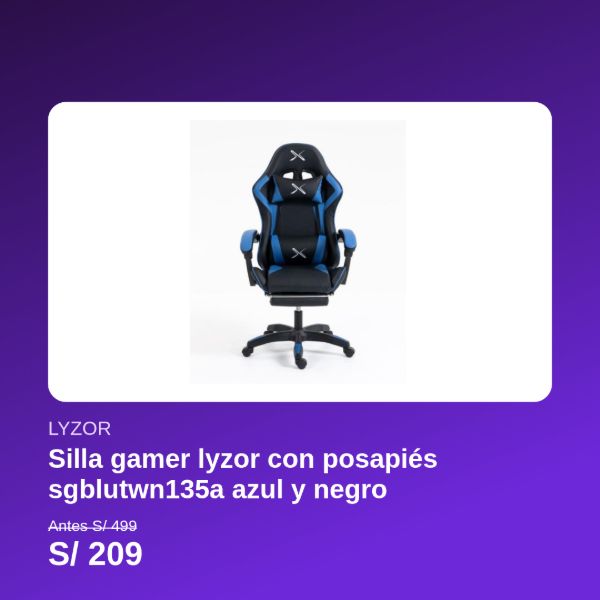 LYZOR
Silla gamer lyzor con posapiés
sgblutwn135a azul y negro
Antes S/ 499
S/ 209